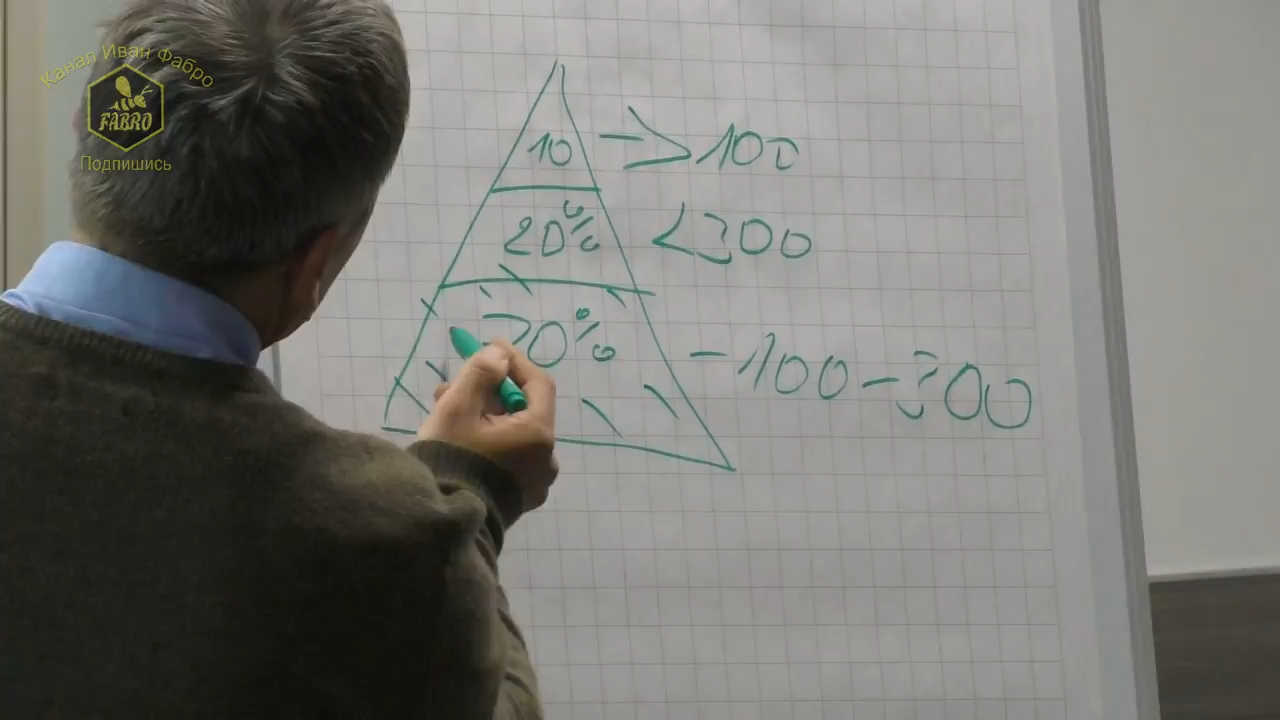 Канал Иван Фабро
FABRO
Подпишись
10 -> 100
20% < 300
70% - 100 - 300